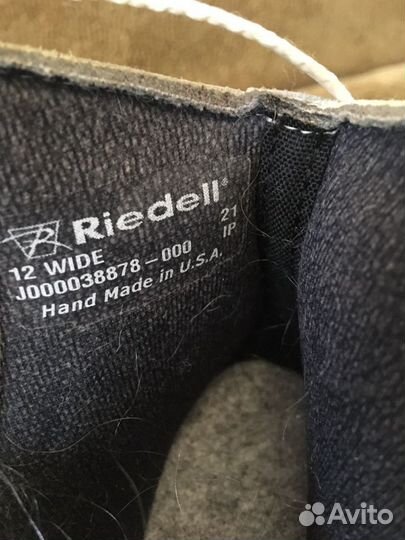 Riedell®
12 WIDE 21
J000038878-000 IP
Hand Made in U.S.A.
Avito